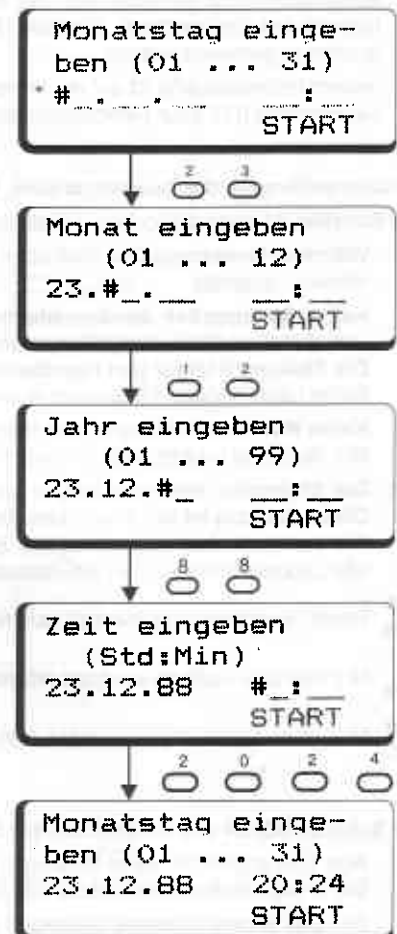 Monatstag einge-
ben (01 ... 31)
#_.__.__ __:__
START
2 3
Monat eingeben
(01 ... 12)
23.#_.__ __:__
START
1 2
Jahr eingeben
(01 ... 99)
23.12.#_ __:__
START
8 8
Zeit eingeben
(Std:Min)
23.12.88 #_:__
START
2 0 2 4
Monatstag einge-
ben (01 ... 31)
23.12.88 20:24
START